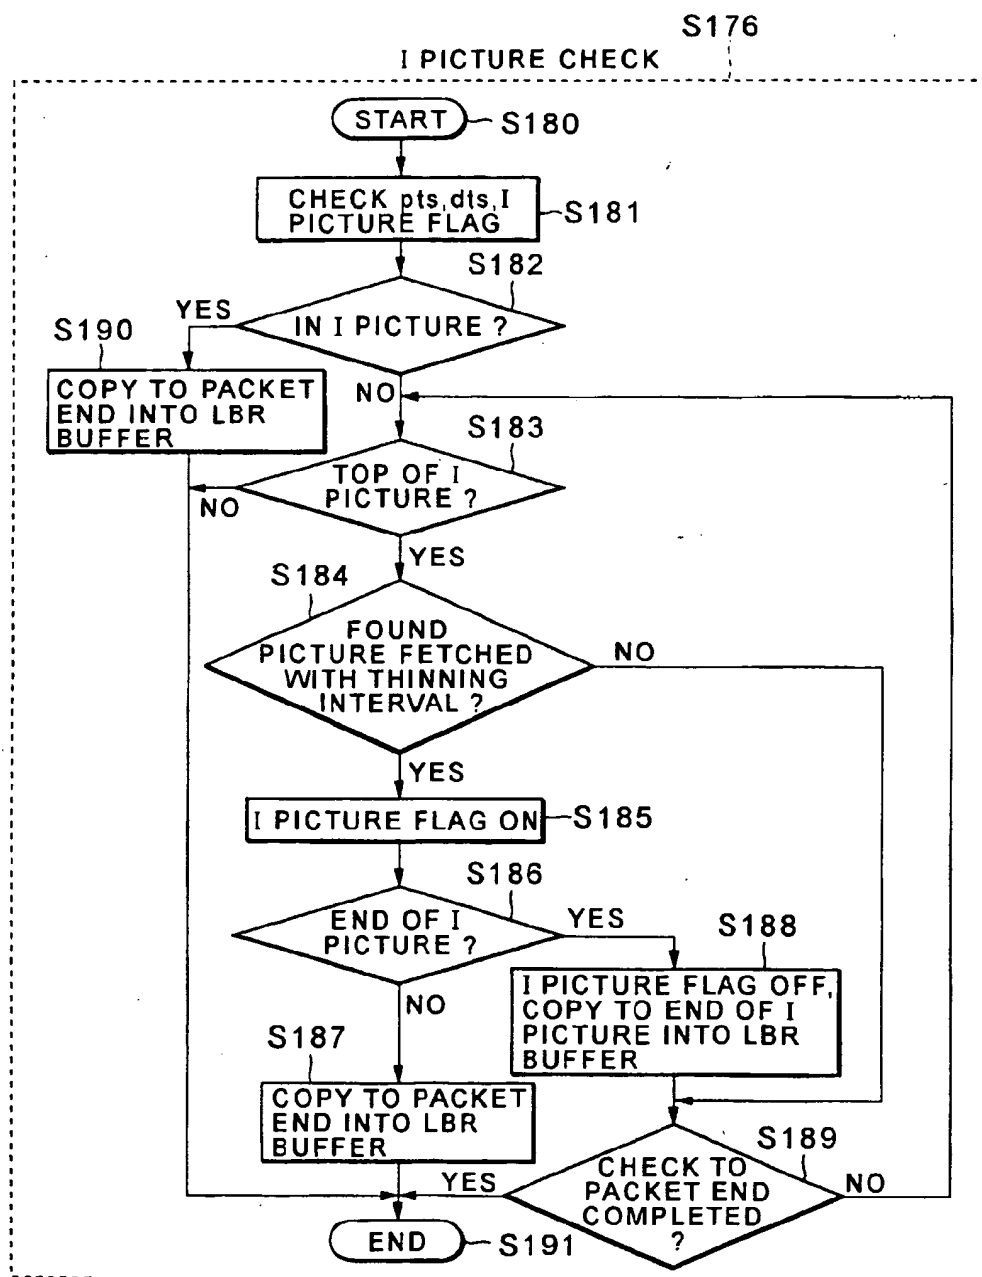 S176
I PICTURE CHECK
START
S180
CHECK pts,dts,I
PICTURE FLAG
S181
S182
IN I PICTURE ?
YES
NO
S190
COPY TO PACKET
END INTO LBR
BUFFER
S183
TOP OF I
PICTURE ?
NO
YES
S184
FOUND
PICTURE FETCHED
WITH THINNING
INTERVAL ?
NO
YES
I PICTURE FLAG ON
S185
S186
END OF I
PICTURE ?
YES
NO
S188
I PICTURE FLAG OFF,
COPY TO END OF I
PICTURE INTO LBR
BUFFER
S187
COPY TO PACKET
END INTO LBR
BUFFER
S189
CHECK TO
PACKET END
COMPLETED
?
YES
NO
END
S191